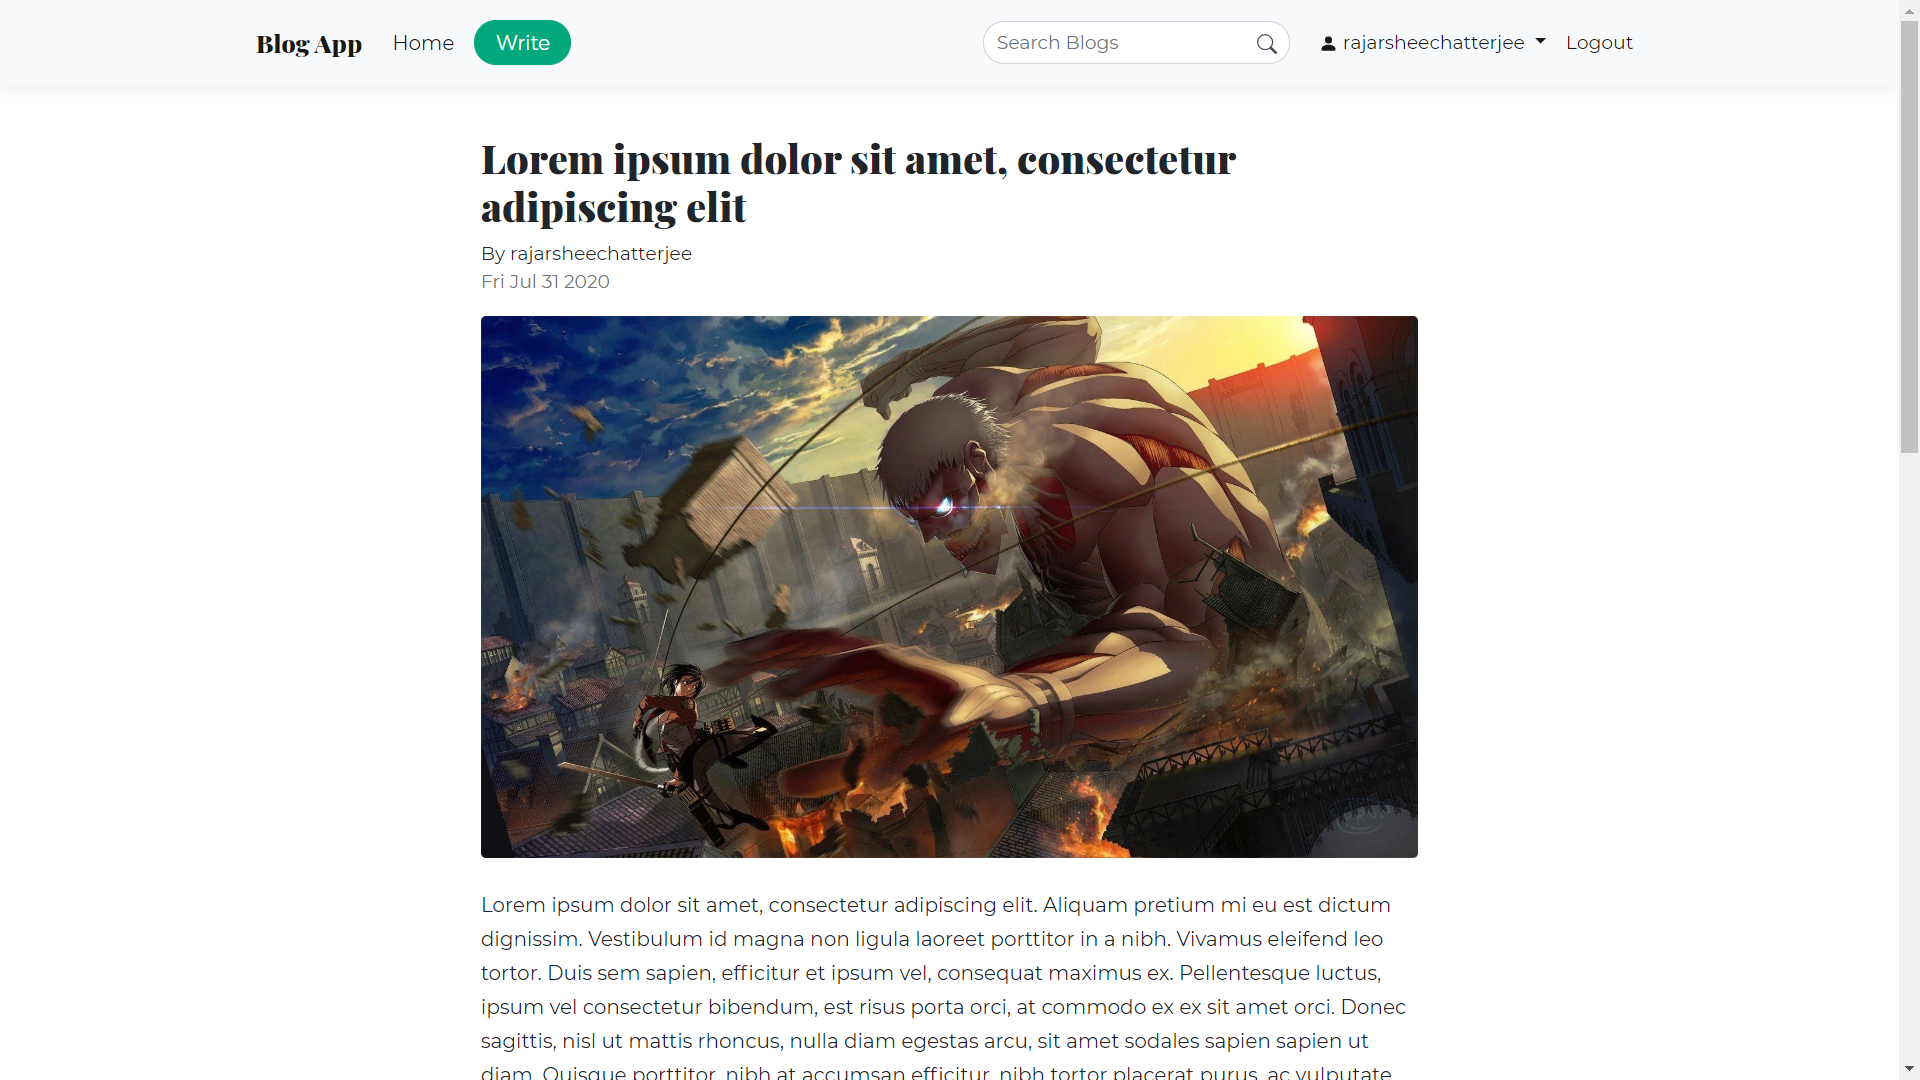 Blog App Home Write Search Blogs rajarsheechatterjee Logout
Lorem ipsum dolor sit amet, consectetur
adipiscing elit
By rajarsheechatterjee
Fri Jul 31 2020
Lorem ipsum dolor sit amet, consectetur adipiscing elit. Aliquam pretium mi eu est dictum
dignissim. Vestibulum id magna non ligula laoreet porttitor in a nibh. Vivamus eleifend leo
tortor. Duis sem sapien, efficitur et ipsum vel, consequat maximus ex. Pellentesque luctus,
ipsum vel consectetur bibendum, est risus porta orci, at commodo ex ex sit amet orci. Donec
sagittis, nisl ut mattis rhoncus, nulla diam egestas arcu, sit amet sodales sapien sapien ut
diam. Quisque porttitor, nibh at accumsan efficitur, nibh tortor placerat purus, ac vulputate